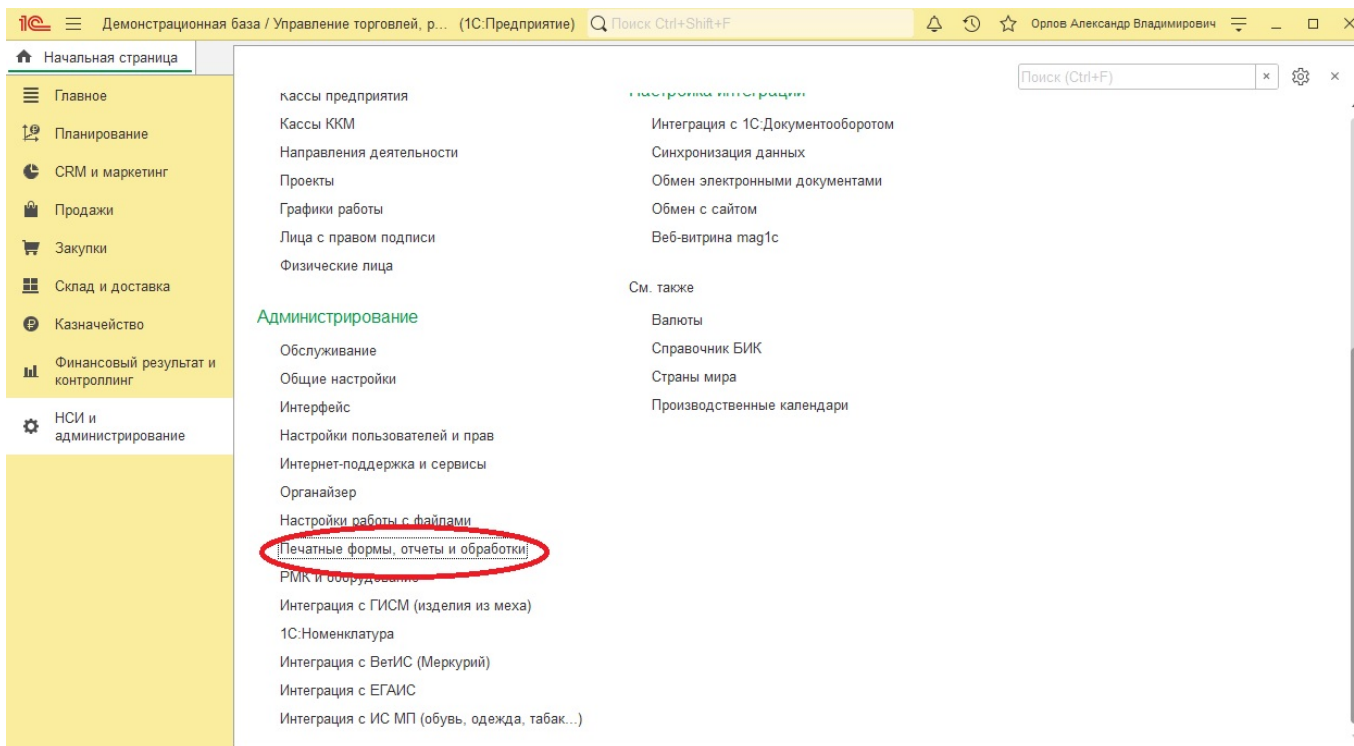 1С Демонстрационная база / Управление торговлей, р... (1С:Предприятие) Поиск Ctrl+Shift+F Орлов Александр Владимирович
Начальная страница
Поиск (Ctrl+F)
Главное
Планирование
CRM и маркетинг
Продажи
Закупки
Склад и доставка
Казначейство
Финансовый результат и
контроллинг
НСИ и
администрирование
Кассы предприятия
Кассы ККМ
Направления деятельности
Проекты
Графики работы
Лица с правом подписи
Физические лица
Администрирование
Обслуживание
Общие настройки
Интерфейс
Настройки пользователей и прав
Интернет-поддержка и сервисы
Органайзер
Настройки работы с файлами
Печатные формы, отчеты и обработки
РМК и оборудование
Интеграция с ГИСМ (изделия из меха)
1С:Номенклатура
Интеграция с ВетИС (Меркурий)
Интеграция с ЕГАИС
Интеграция с ИС МП (обувь, одежда, табак...)
Настройка интеграции
Интеграция с 1С:Документооборотом
Синхронизация данных
Обмен электронными документами
Обмен с сайтом
Веб-витрина mag1c
См. также
Валюты
Справочник БИК
Страны мира
Производственные календари